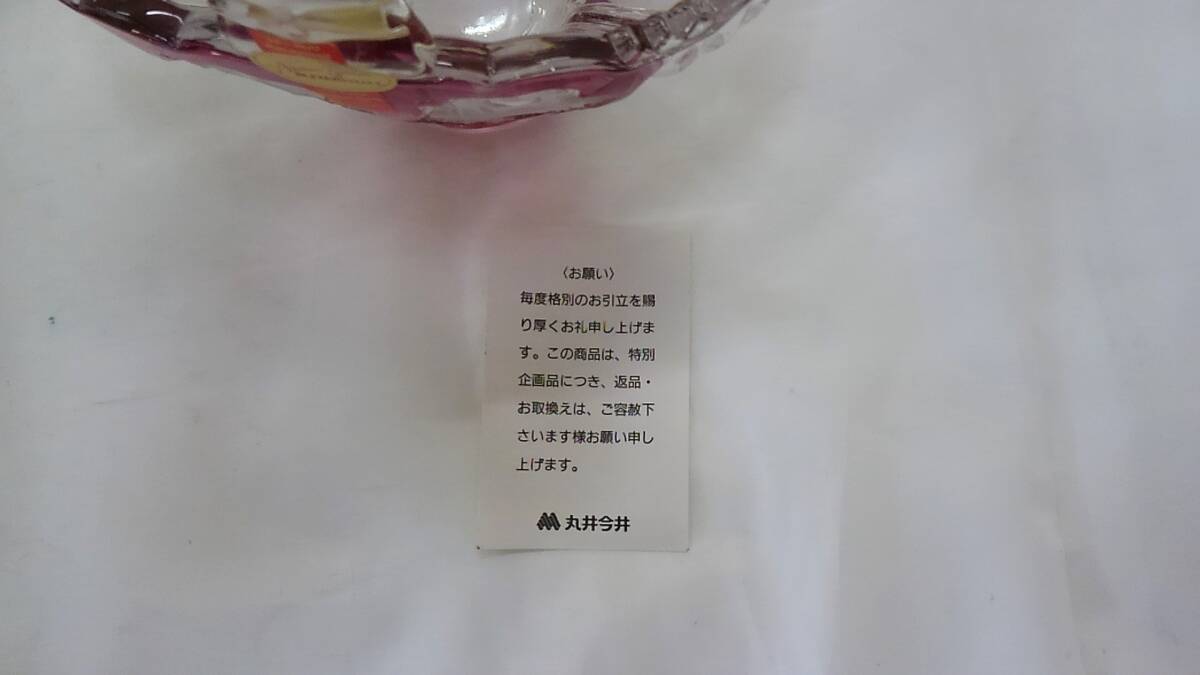 〈お願い〉
毎度格別のお引立を賜
り厚くお礼申し上げま
す。この商品は、特別
企画品につき、返品・
お取換えは、ご容赦下
さいます様お願い申し
上げます。
丸井今井